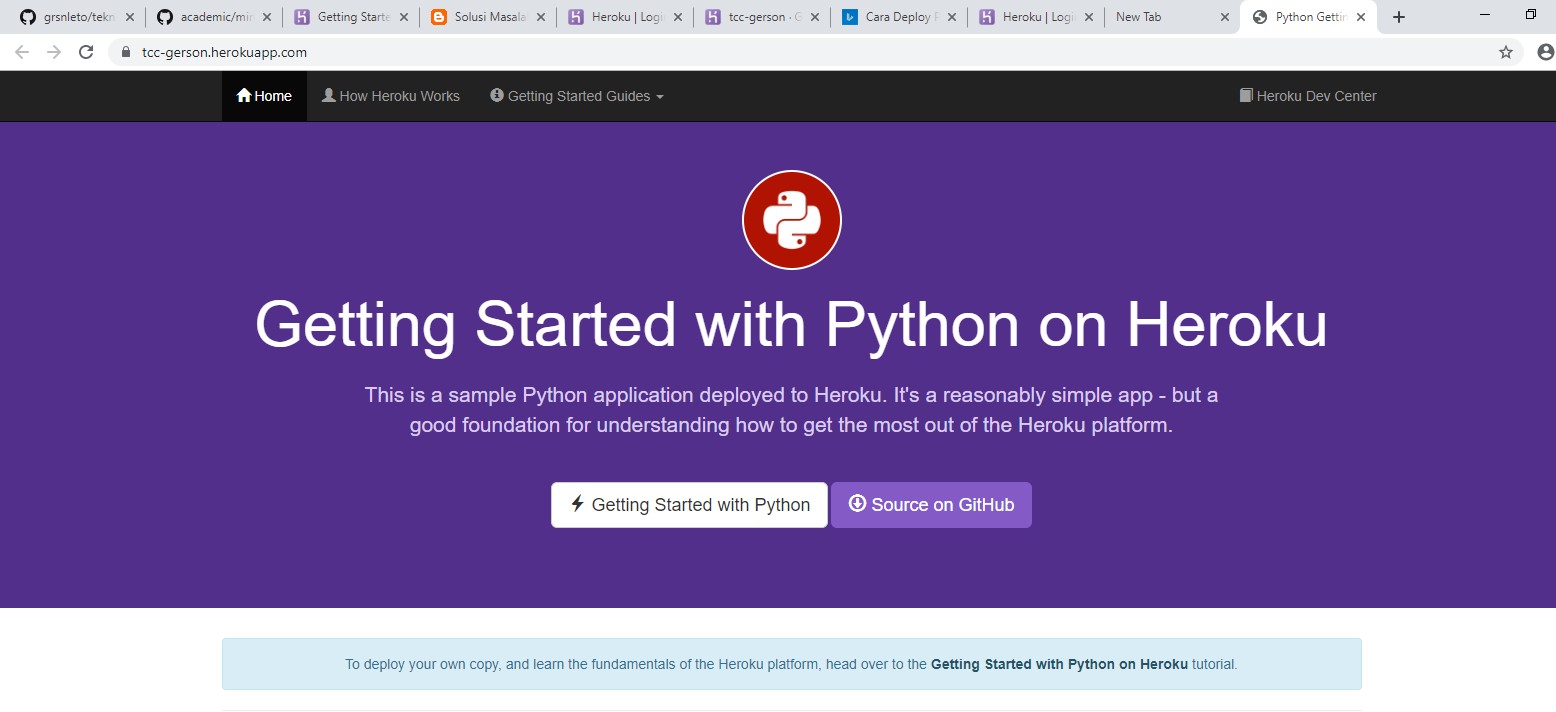 grsnleto/tekn
academic/min
Getting Starte
Solusi Masala
Heroku | Logi
tcc-gerson · G
Cara Deploy P
Heroku | Logi
New Tab
Python Gettin
tcc-gerson.herokuapp.com
Home
How Heroku Works
Getting Started Guides
Heroku Dev Center
Getting Started with Python on Heroku
This is a sample Python application deployed to Heroku. It's a reasonably simple app - but a
good foundation for understanding how to get the most out of the Heroku platform.
Getting Started with Python
Source on GitHub
To deploy your own copy, and learn the fundamentals of the Heroku platform, head over to the Getting Started with Python on Heroku tutorial.